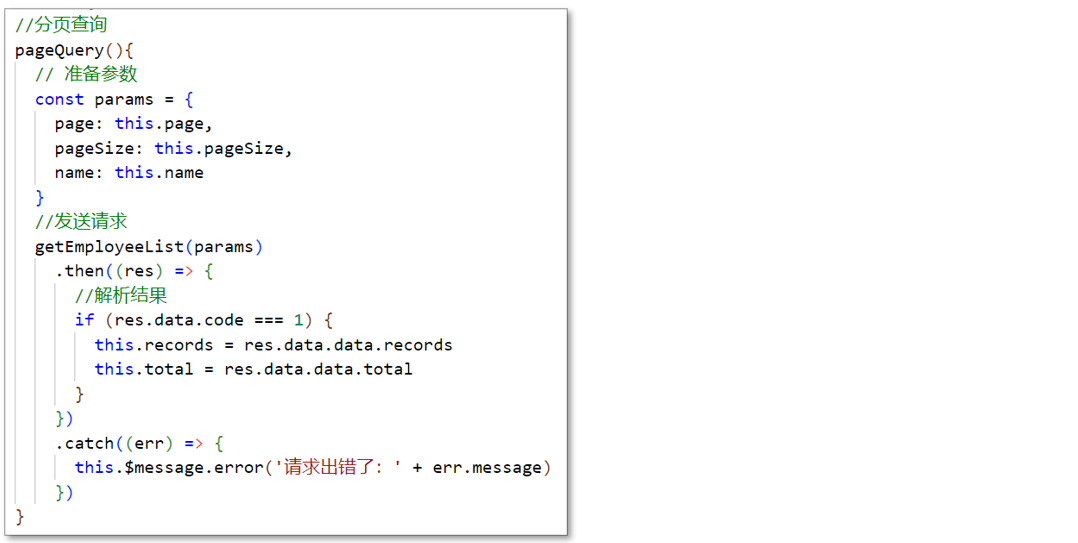 //分页查询
pageQuery(){
  // 准备参数
  const params = {
    page: this.page,
    pageSize: this.pageSize,
    name: this.name
  }
  //发送请求
  getEmployeeList(params)
    .then((res) => {
      //解析结果
      if (res.data.code === 1) {
        this.records = res.data.data.records
        this.total = res.data.data.total
      }
    })
    .catch((err) => {
      this.$message.error('请求出错了: ' + err.message)
    })
}